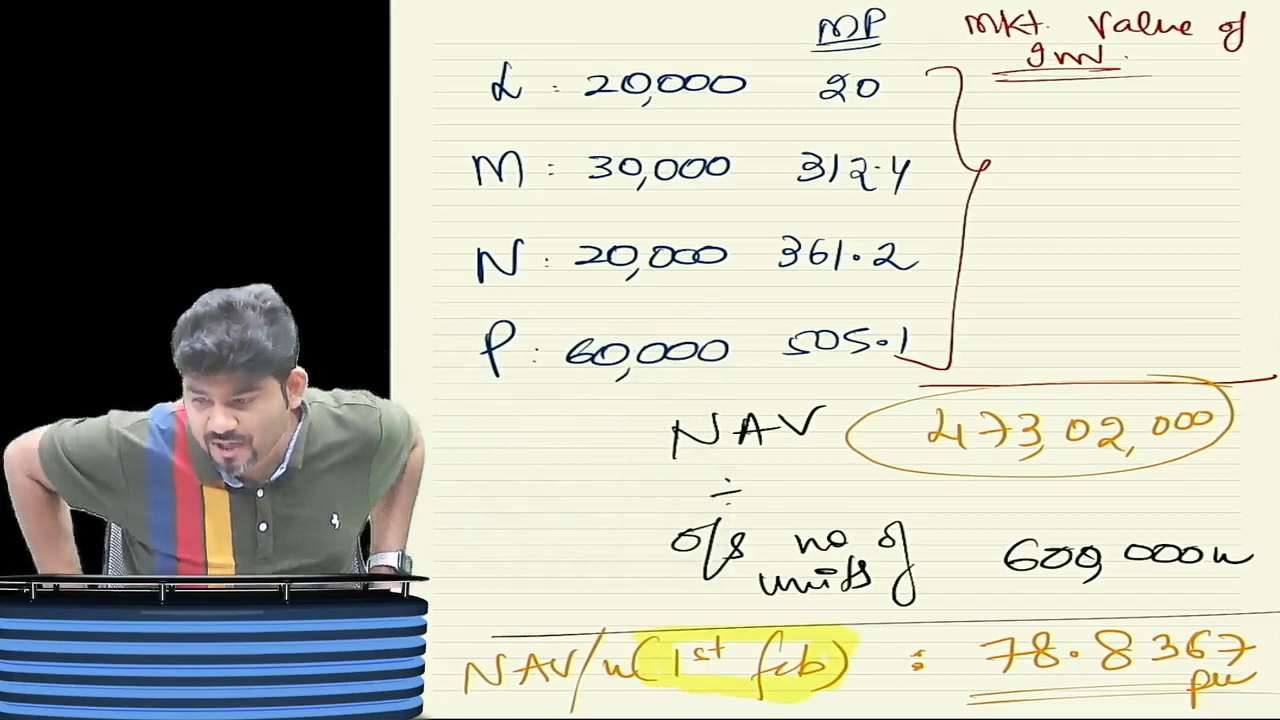 MP
Mkt. Value of
Inv.
L : 20,000 20
M : 30,000 312.4
N : 20,000 361.2
P : 60,000 505.1
NAV 473,02,000
÷
o/s no of
units
600,000 u
NAV/u (1st feb) : 78.8367
pu